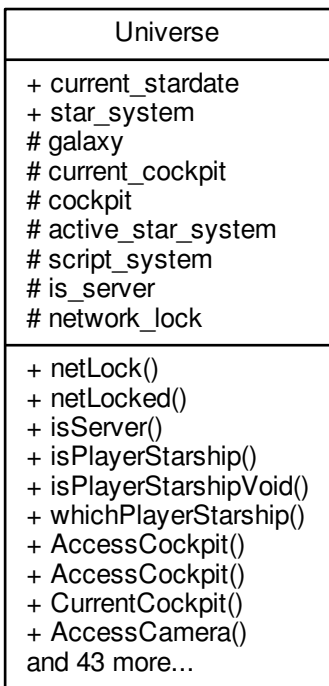 Universe
+ current_stardate
+ star_system
# galaxy
# current_cockpit
# cockpit
# active_star_system
# script_system
# is_server
# network_lock
+ netLock()
+ netLocked()
+ isServer()
+ isPlayerStarship()
+ isPlayerStarshipVoid()
+ whichPlayerStarship()
+ AccessCockpit()
+ AccessCockpit()
+ CurrentCockpit()
+ AccessCamera()
and 43 more...